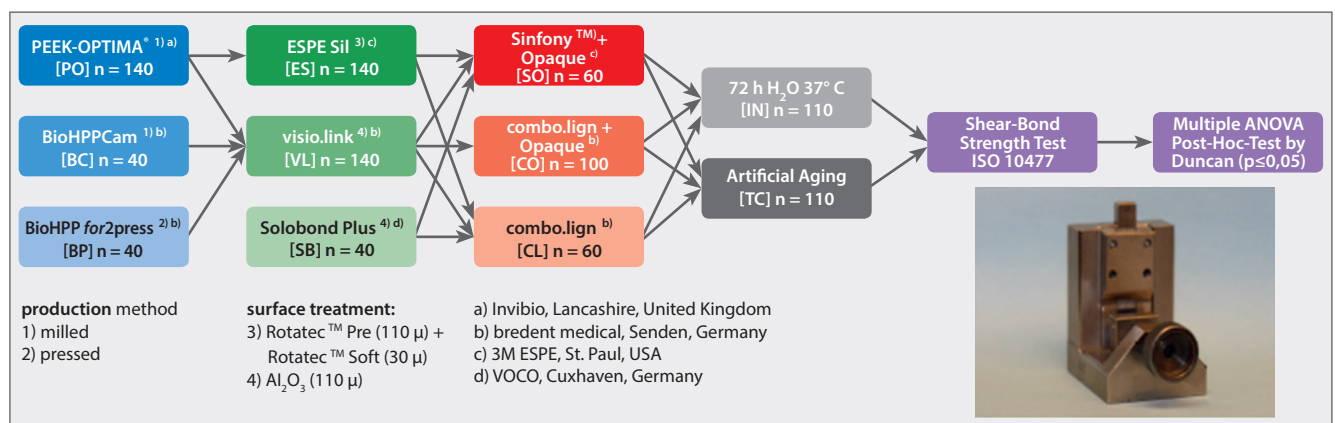 PEEK-OPTIMA® 1) a)
[PO] n = 140
BioHPPCam 1) b)
[BC] n = 40
BioHPP for2press 2) b)
[BP] n = 40
ESPE Sil 3) c)
[ES] n = 140
visio.link 4) b)
[VL] n = 140
Solobond Plus 4) d)
[SB] n = 40
Sinfony TM)+
Opaque c)
[SO] n = 60
combo.lign +
Opaque b)
[CO] n = 100
combo.lign b)
[CL] n = 60
72 h H₂O 37° C
[IN] n = 110
Artificial Aging
[TC] n = 110
Shear-Bond
Strength Test
ISO 10477
Multiple ANOVA
Post-Hoc-Test by
Duncan (p≤0,05)
production method
1) milled
2) pressed
surface treatment:
3) Rotatec™ Pre (110 μ) +
Rotatec™ Soft (30 μ)
4) Al₂O₃ (110 μ)
a) Invibio, Lancashire, United Kingdom
b) bredent medical, Senden, Germany
c) 3M ESPE, St. Paul, USA
d) VOCO, Cuxhaven, Germany